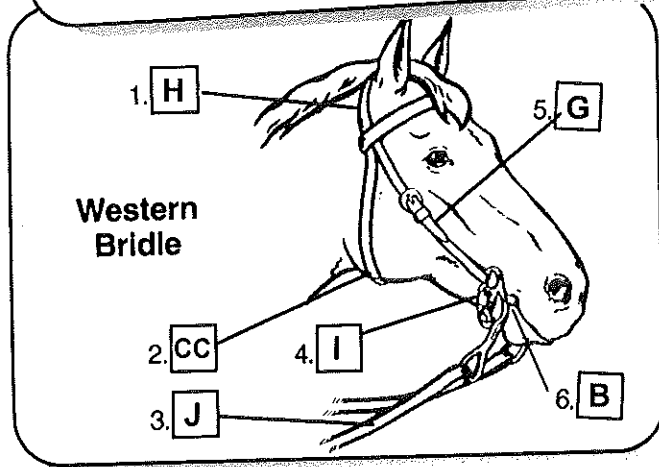 1. H
5. G
Western
Bridle
2. CC
4. I
3. J
6. B